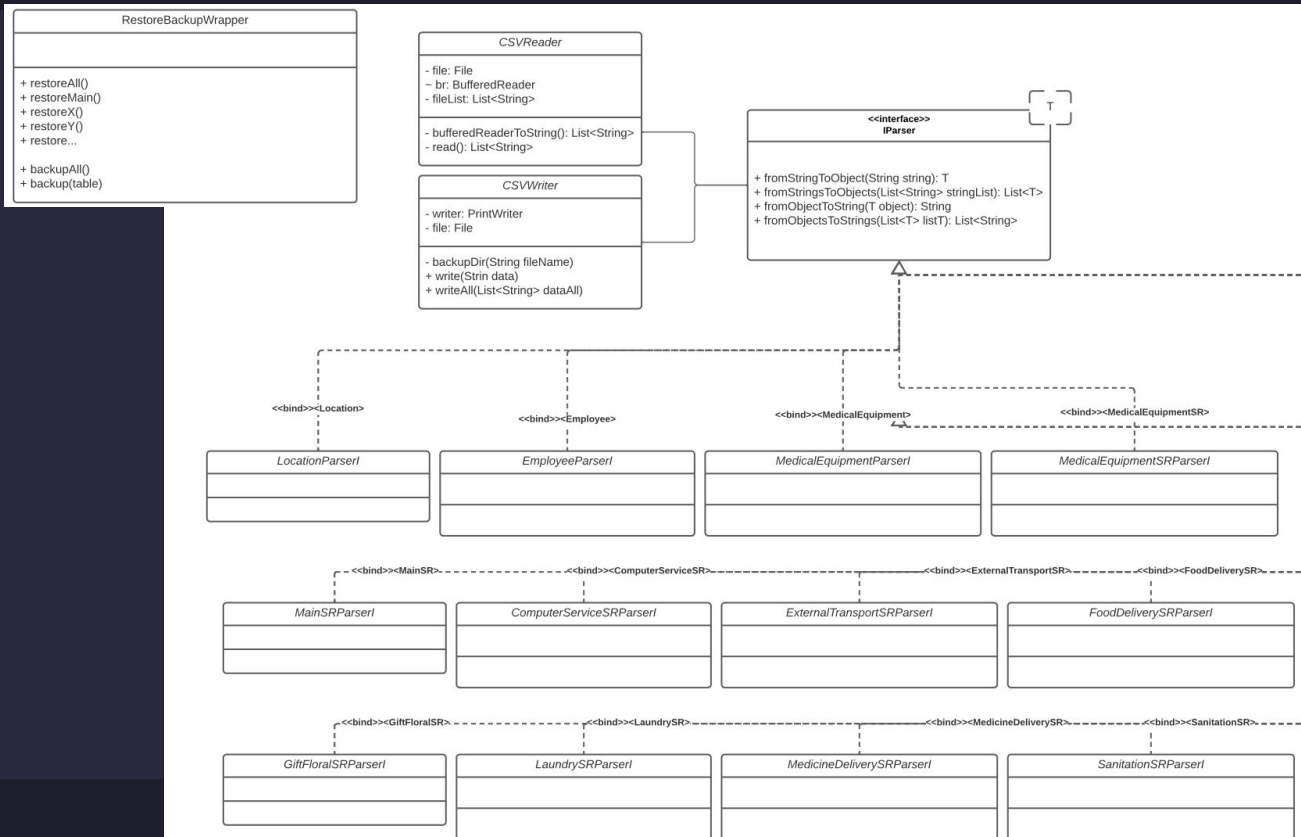 RestoreBackupWrapper
+ restoreAll()
+ restoreMain()
+ restoreX()
+ restoreY()
+ restore...
+ backupAll()
+ backup(table)
CSVReader
- file: File
~ br: BufferedReader
- fileList: List<String>
- bufferedReaderToString(): List<String>
- read(): List<String>
CSVWriter
- writer: PrintWriter
- file: File
- backupDir(String fileName)
+ write(Strin data)
+ writeAll(List<String> dataAll)
T
<<interface>>
IParser
+ fromStringToObject(String string): T
+ fromStringsToObjects(List<String> stringList): List<T>
+ fromObjectToString(T object): String
+ fromObjectsToStrings(List<T> listT): List<String>
<<bind>><Location>
<<bind>><Employee>
<<bind>><MedicalEquipment>
<<bind>><MedicalEquipmentSR>
LocationParserI
EmployeeParserI
MedicalEquipmentParserI
MedicalEquipmentSRParserI
<<bind>><MainSR>
<<bind>><ComputerServiceSR>
<<bind>><ExternalTransportSR>
<<bind>><FoodDeliverySR>
MainSRParserI
ComputerServiceSRParserI
ExternalTransportSRParserI
FoodDeliverySRParserI
<<bind>><GiftFloralSR>
<<bind>><LaundrySR>
<<bind>><MedicineDeliverySR>
<<bind>><SanitationSR>
GiftFloralSRParserI
LaundrySRParserI
MedicineDeliverySRParserI
SanitationSRParserI